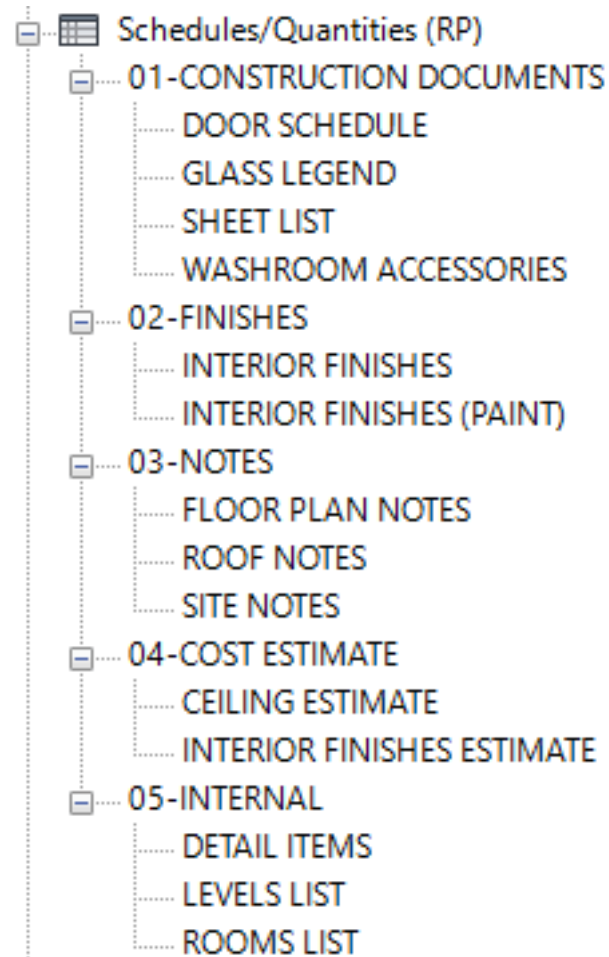 Schedules/Quantities (RP)
01-CONSTRUCTION DOCUMENTS
DOOR SCHEDULE
GLASS LEGEND
SHEET LIST
WASHROOM ACCESSORIES
02-FINISHES
INTERIOR FINISHES
INTERIOR FINISHES (PAINT)
03-NOTES
FLOOR PLAN NOTES
ROOF NOTES
SITE NOTES
04-COST ESTIMATE
CEILING ESTIMATE
INTERIOR FINISHES ESTIMATE
05-INTERNAL
DETAIL ITEMS
LEVELS LIST
ROOMS LIST